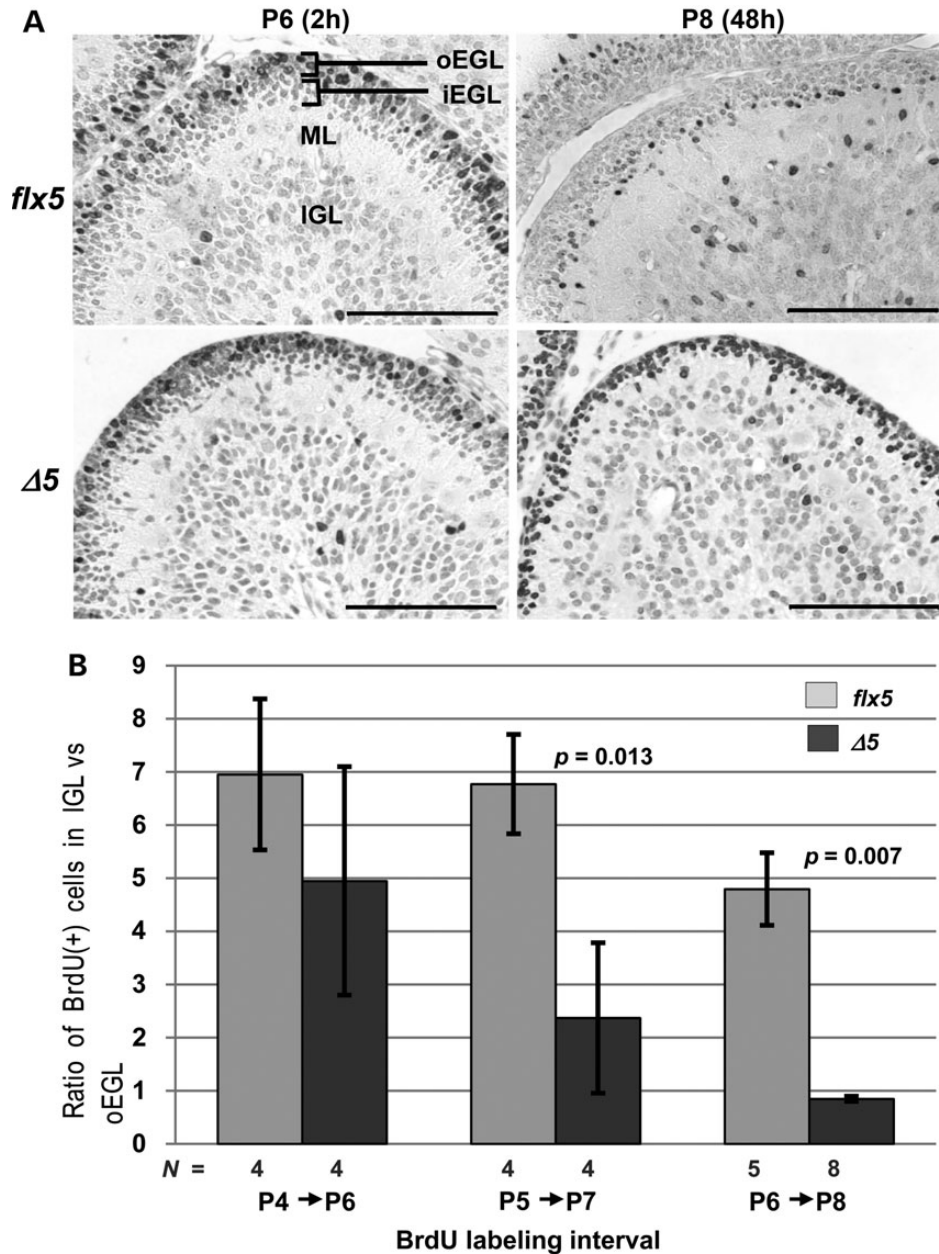 A
P6 (2h)
P8 (48h)
oEGL
iEGL
ML
IGL
flx5
Δ5
B
Ratio of BrdU(+) cells in IGL vs
oEGL
9
8
7
6
5
4
3
2
1
0
flx5
Δ5
p = 0.013
p = 0.007
N = 4 4 4 4 5 8
P4 → P6 P5 → P7 P6 → P8
BrdU labeling interval